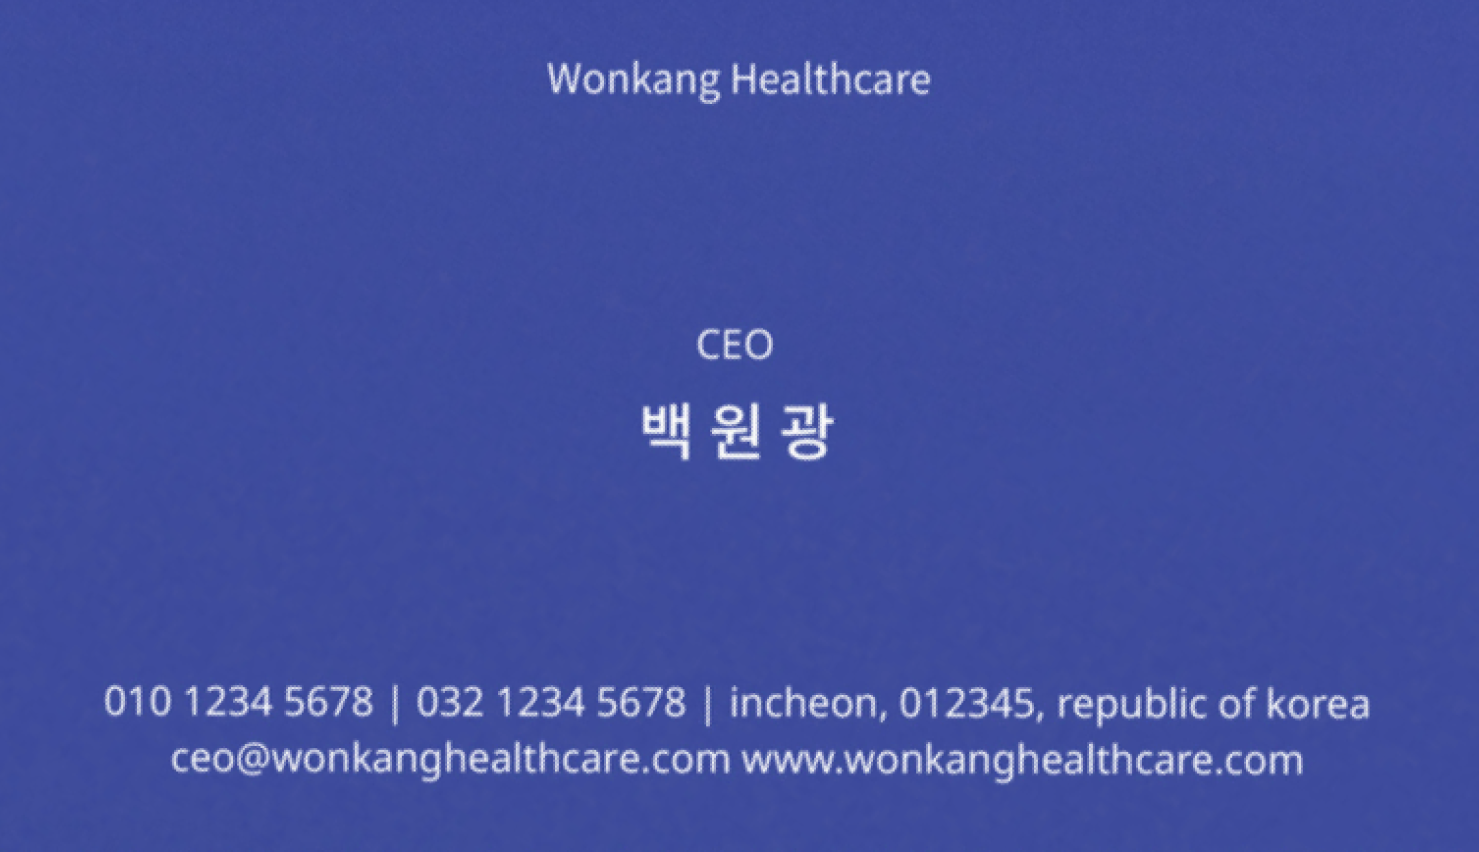 Wonkang Healthcare
CEO
백 원 광
010 1234 5678 | 032 1234 5678 | incheon, 012345, republic of korea
ceo@wonkanghealthcare.com www.wonkanghealthcare.com